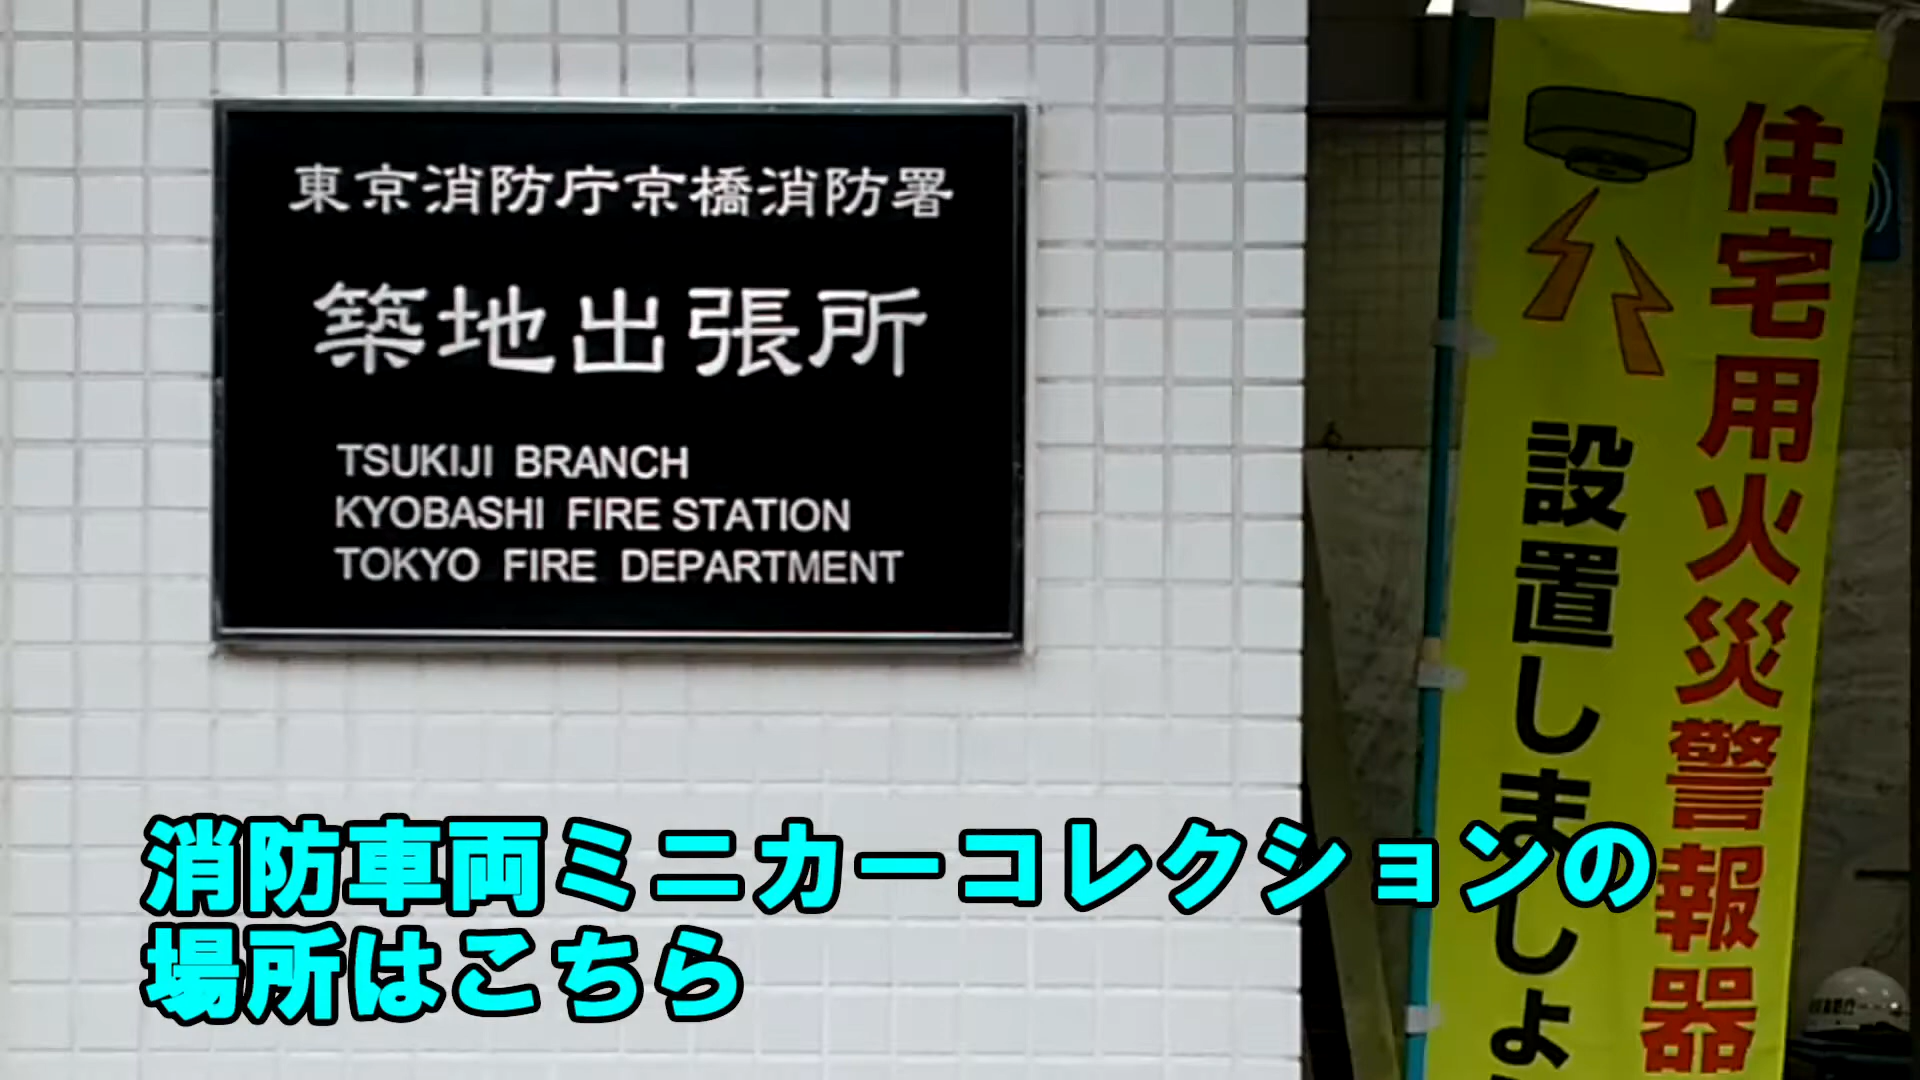 東京消防庁京橋消防署
築地出張所
TSUKIJI BRANCH
KYOBASHI FIRE STATION
TOKYO FIRE DEPARTMENT
住宅用火災警報器
設置しましょ
消防車両ミニカーコレクションの
場所はこちら